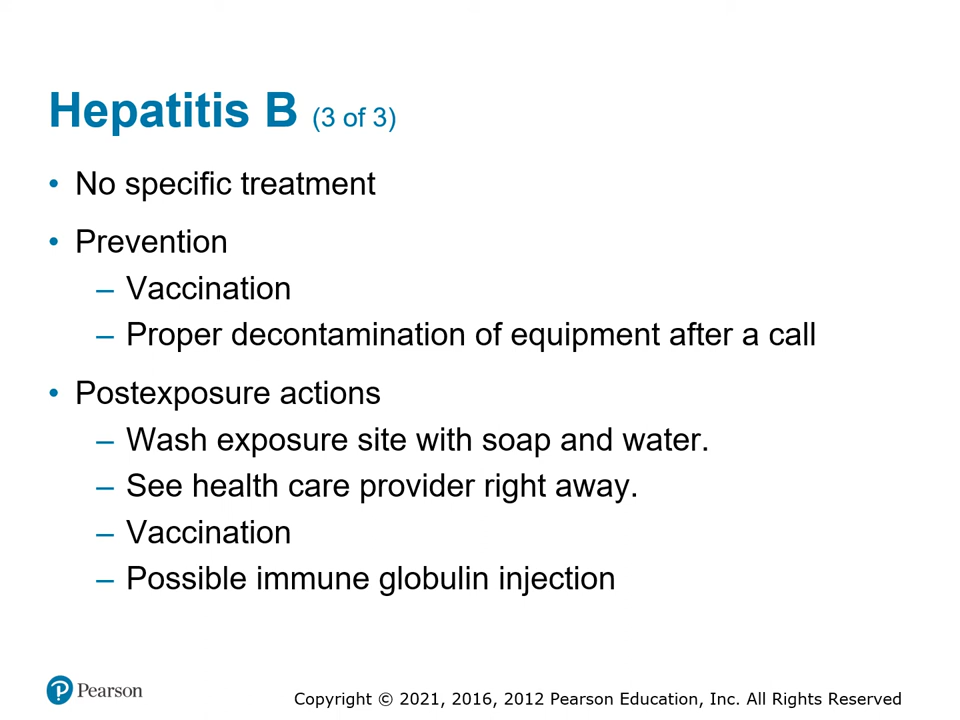 Hepatitis B (3 of 3)
• No specific treatment
• Prevention
– Vaccination
– Proper decontamination of equipment after a call
• Postexposure actions
– Wash exposure site with soap and water.
– See health care provider right away.
– Vaccination
– Possible immune globulin injection
P Pearson
Copyright © 2021, 2016, 2012 Pearson Education, Inc. All Rights Reserved